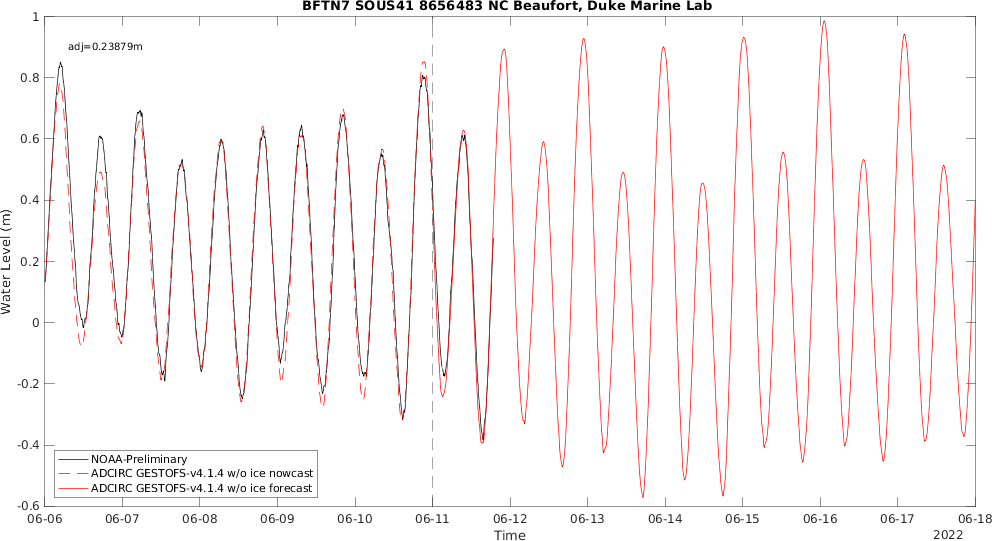 BFTN7 SOUS41 8656483 NC Beaufort, Duke Marine Lab
adj=0.23879m
Water Level (m)
1
0.8
0.6
0.4
0.2
0
-0.2
-0.4
-0.6
NOAA-Preliminary
ADCIRC GESTOFS-v4.1.4 w/o ice nowcast
ADCIRC GESTOFS-v4.1.4 w/o ice forecast
06-06 06-07 06-08 06-09 06-10 06-11 06-12 06-13 06-14 06-15 06-16 06-17 06-18
Time
2022